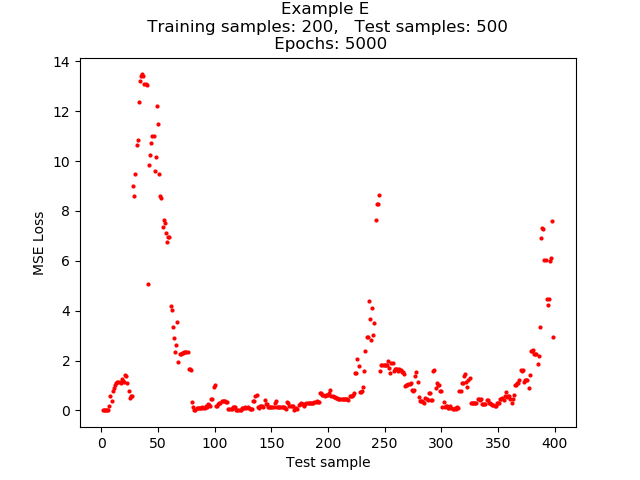 Example E
Training samples: 200,   Test samples: 500
Epochs: 5000
14
12
10
8
6
4
2
0
MSE Loss
0 50 100 150 200 250 300 350 400
Test sample